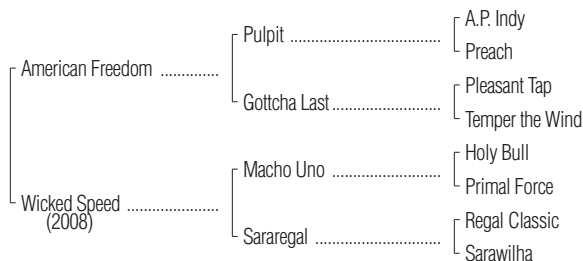 A.P. Indy
Pulpit ........................................
Preach
American Freedom ..............
Pleasant Tap
Gottcha Last.............................
Temper the Wind
Holy Bull
Macho Uno .............................
Primal Force
Wicked Speed ......................
(2008)
Regal Classic
Sararegal .................................
Sarawilha